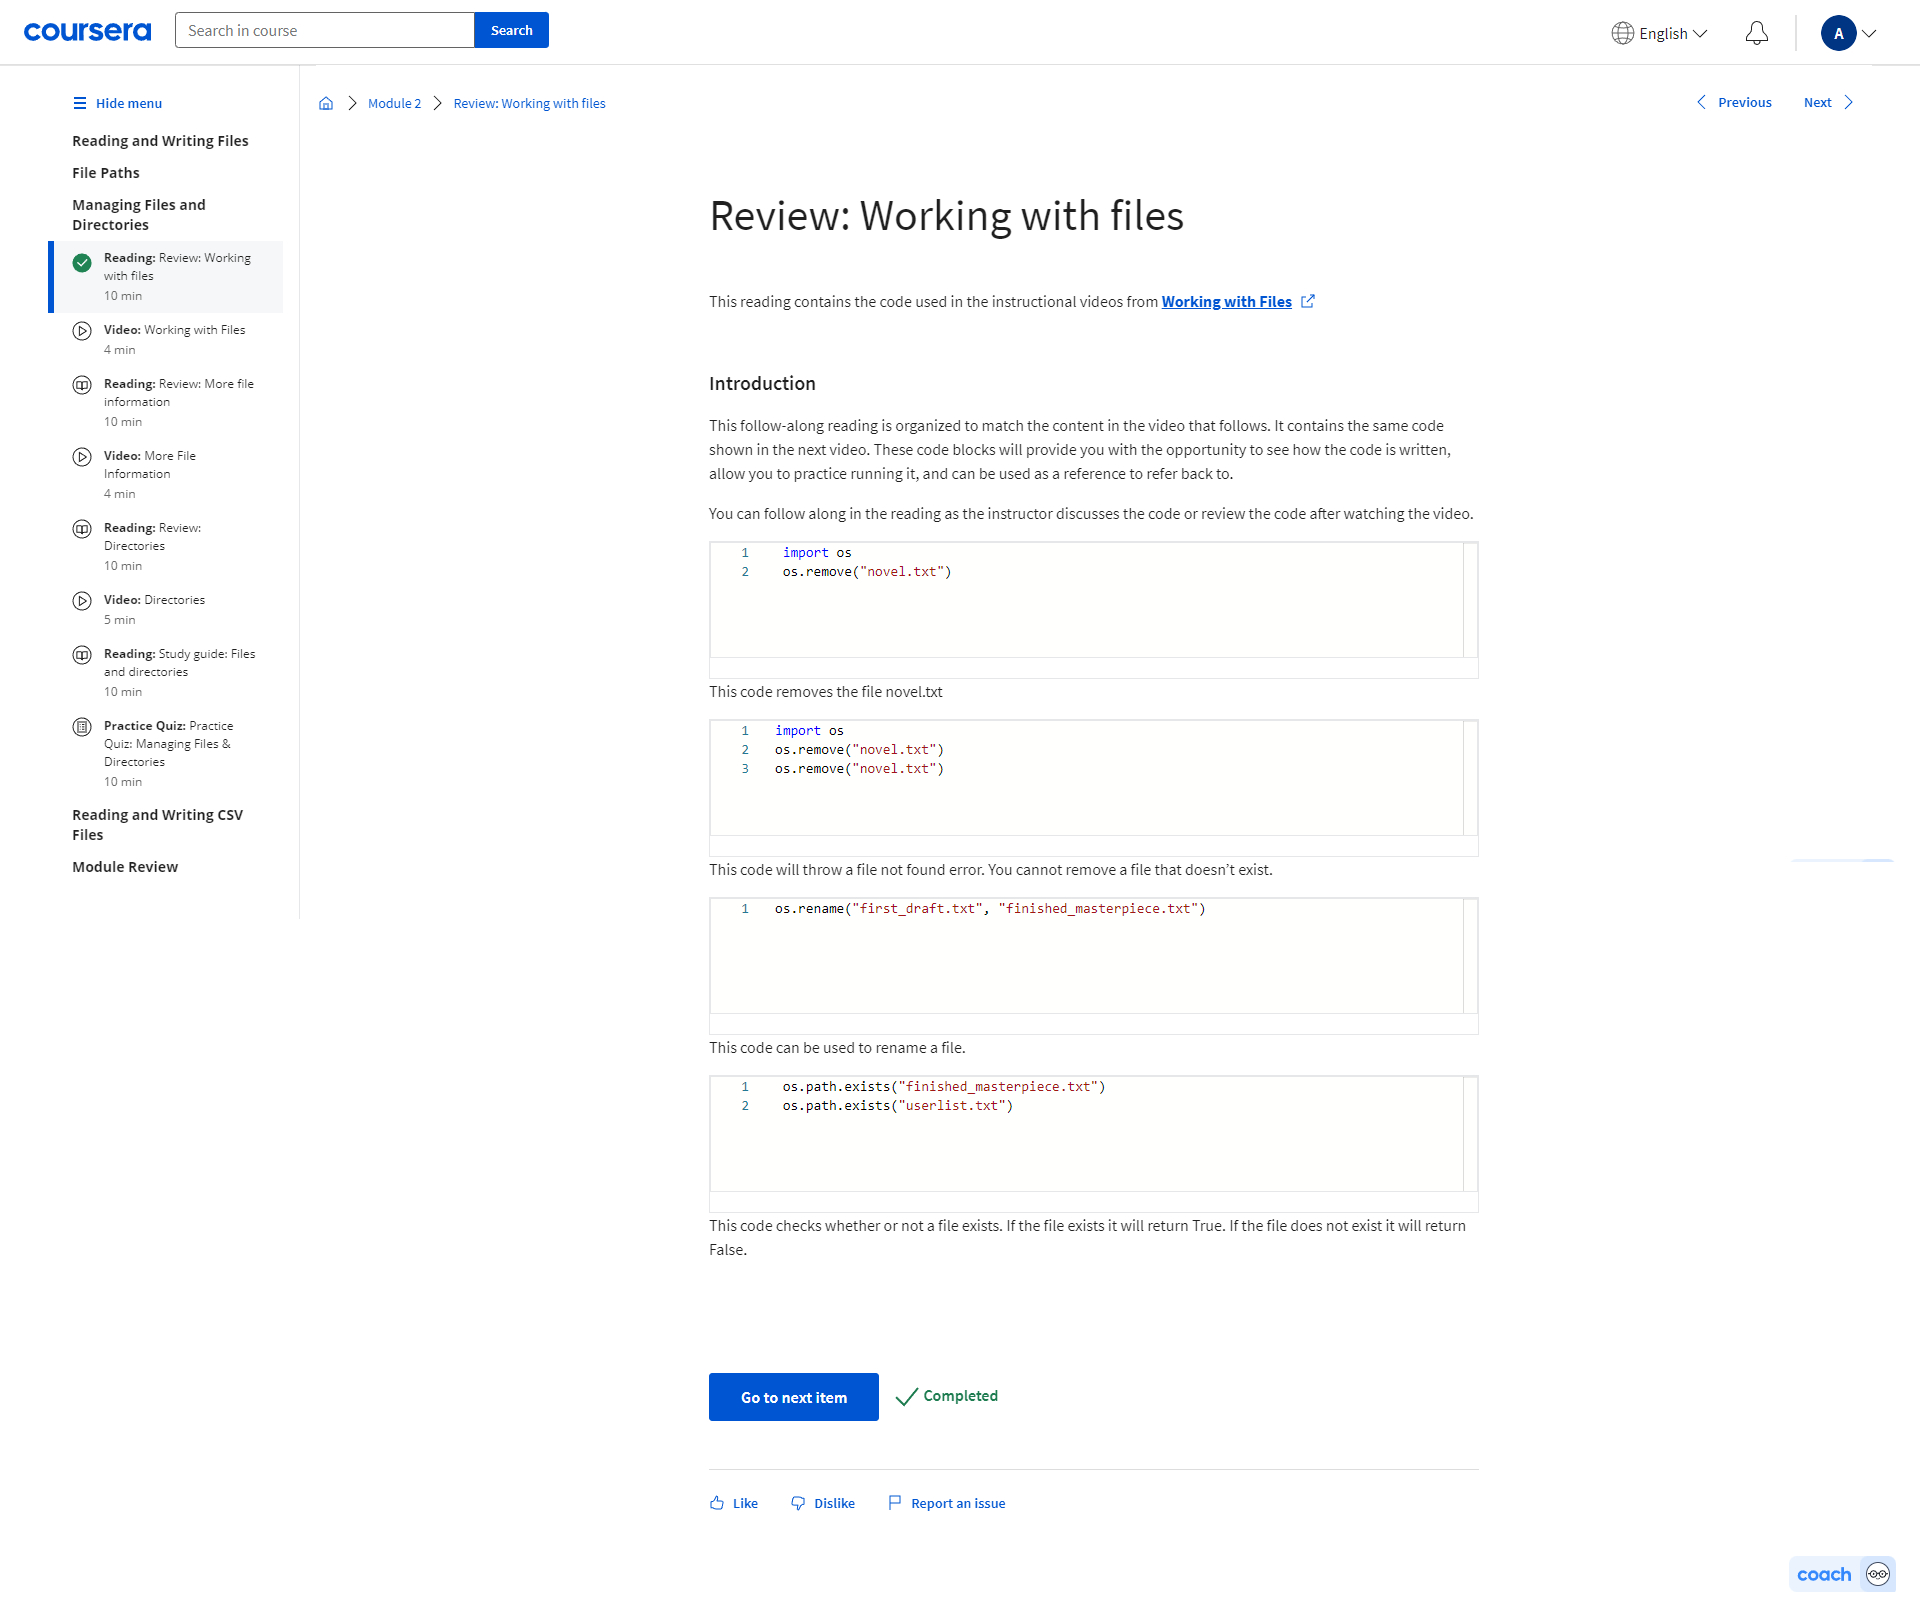 coursera
Search in course
Search
English
A
Hide menu
Reading and Writing Files
File Paths
Managing Files and
Directories
Reading: Review: Working
with files
10 min
Video: Working with Files
4 min
Reading: Review: More file
information
10 min
Video: More File
Information
4 min
Reading: Review:
Directories
10 min
Video: Directories
5 min
Reading: Study guide: Files
and directories
10 min
Practice Quiz: Practice
Quiz: Managing Files &
Directories
10 min
Reading and Writing CSV
Files
Module Review
Module 2
Review: Working with files
Previous
Next
Review: Working with files
This reading contains the code used in the instructional videos from Working with Files
Introduction
This follow-along reading is organized to match the content in the video that follows. It contains the same code
shown in the next video. These code blocks will provide you with the opportunity to see how the code is written,
allow you to practice running it, and can be used as a reference to refer back to.
You can follow along in the reading as the instructor discusses the code or review the code after watching the video.
1 import os
2 os.remove("novel.txt")
This code removes the file novel.txt
1 import os
2 os.remove("novel.txt")
3 os.remove("novel.txt")
This code will throw a file not found error. You cannot remove a file that doesn’t exist.
1 os.rename("first_draft.txt", "finished_masterpiece.txt")
This code can be used to rename a file.
1 os.path.exists("finished_masterpiece.txt")
2 os.path.exists("userlist.txt")
This code checks whether or not a file exists. If the file exists it will return True. If the file does not exist it will return
False.
Go to next item
Completed
Like
Dislike
Report an issue
coach